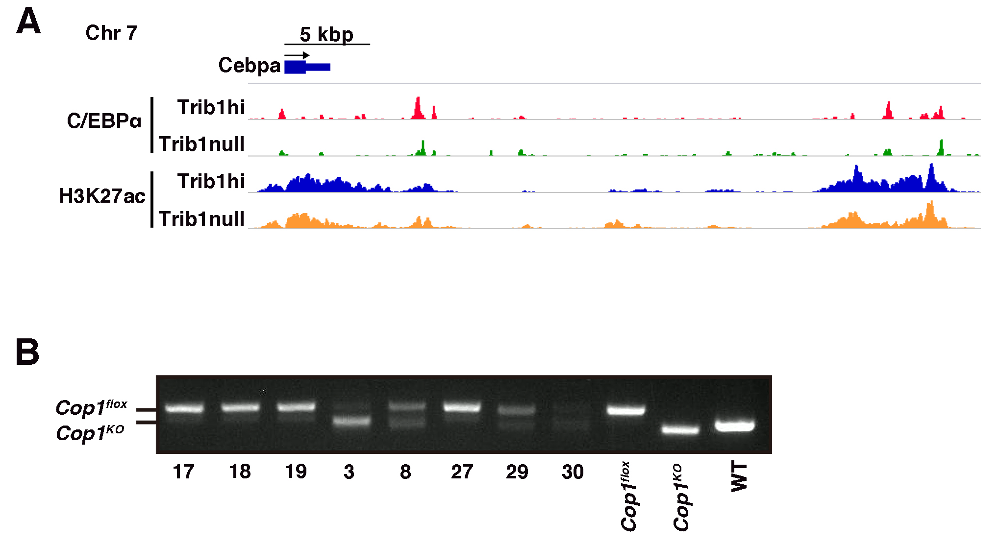 A
Chr 7
5 kbp
Cebpa
C/EBPα
Trib1hi
Trib1null
H3K27ac
Trib1hi
Trib1null
B
Cop1flox
Cop1KO
17 18 19 3 8 27 29 30 Cop1flox Cop1KO WT